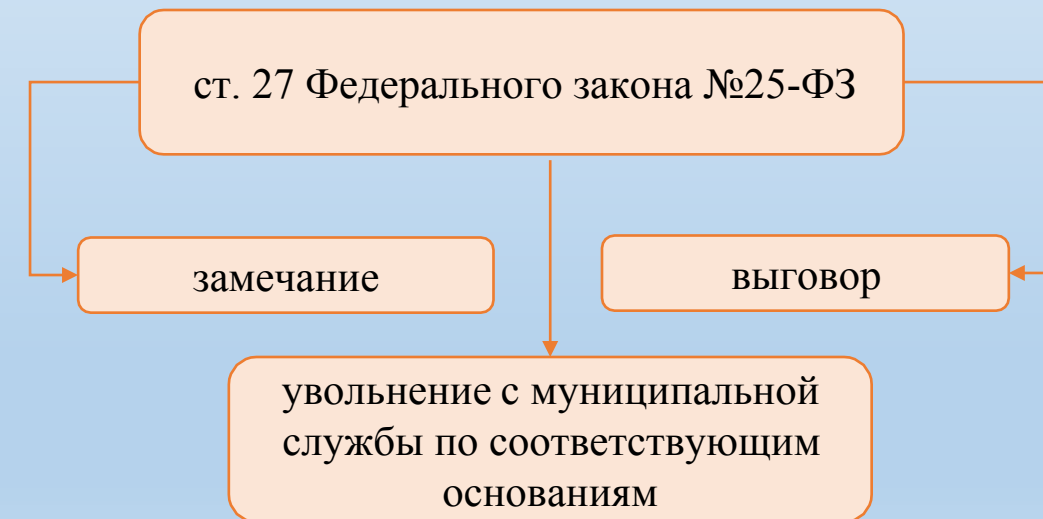 ст. 27 Федерального закона №25-ФЗ
замечание
выговор
увольнение с муниципальной
службы по соответствующим
основаниям